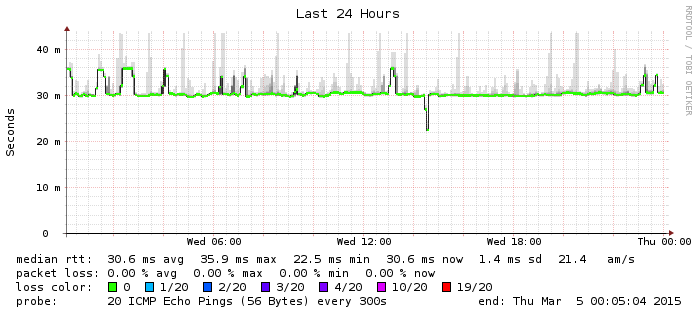 Last 24 Hours
RRDTOOL / TOBI OETIKER
Seconds
40 m
30 m
20 m
10 m
0
Wed 06:00 Wed 12:00 Wed 18:00 Thu 00:00
median rtt: 30.6 ms avg 35.9 ms max 22.5 ms min 30.6 ms now 1.4 ms sd 21.4 am/s
packet loss: 0.00 % avg 0.00 % max 0.00 % min 0.00 % now
loss color: 0 1/20 2/20 3/20 4/20 10/20 19/20
probe: 20 ICMP Echo Pings (56 Bytes) every 300s end: Thu Mar 5 00:05:04 2015